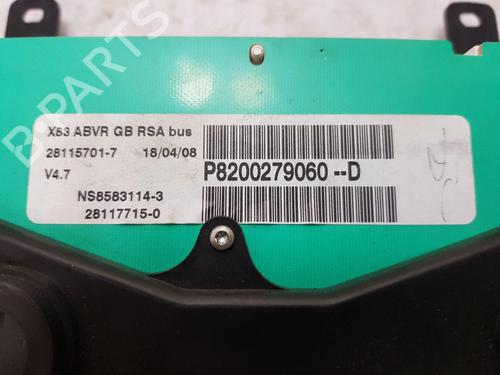 X83 ABVR GB RSA bus
28115701-7 18/04/08
V4.7
P8200279060--D
NS8583114-3
28117715-0
B-PARTS